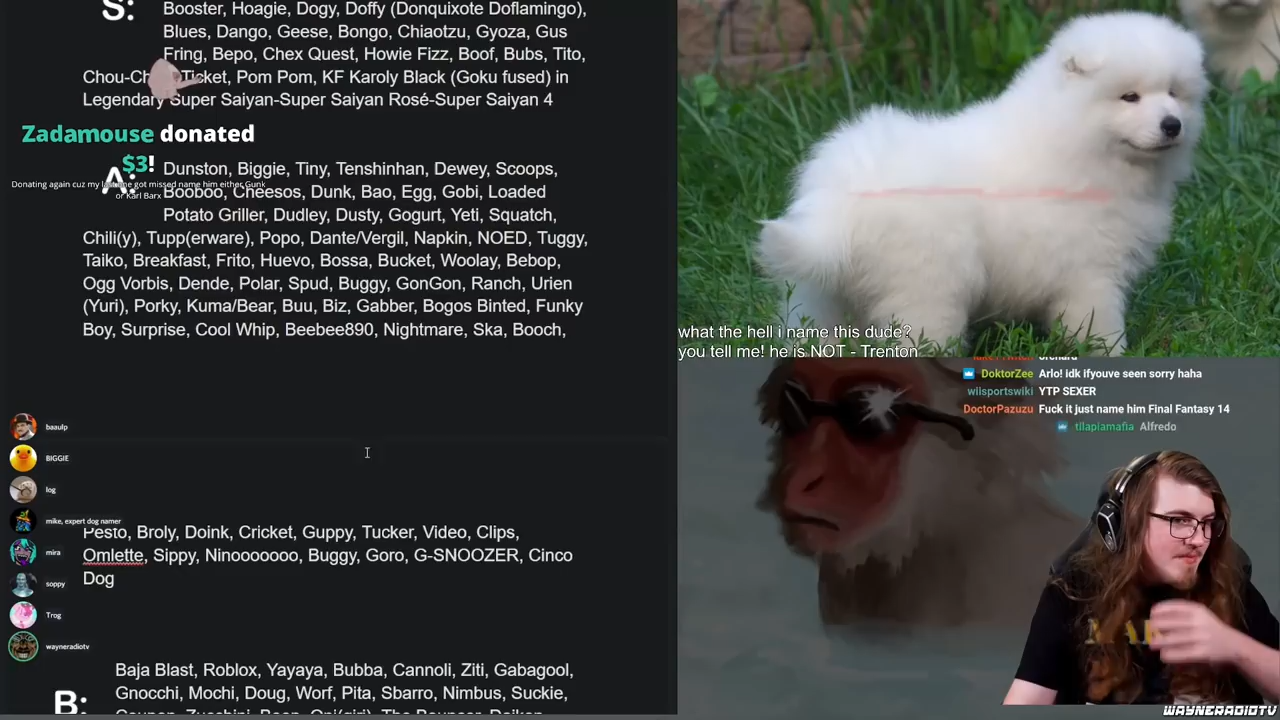 S:
Booster, Hoagie, Dogy, Doffy (Donquixote Doflamingo),
Blues, Dango, Geese, Bongo, Chiaotzu, Gyoza, Gus
Fring, Bepo, Chex Quest, Howie Fizz, Boof, Bubs, Tito,
Ticket, Pom Pom, KF Karoly Black (Goku fused) in
Legendary Super Saiyan-Super Saiyan Rosé-Super Saiyan 4
Zadamouse donated
$3!
Donating again cuz my last one got missed name him either Gunk
or Karl Barx
A:
Dunston, Biggie, Tiny, Tenshinhan, Dewey, Scoops,
Booboo, Cheesos, Dunk, Bao, Egg, Gobi, Loaded
Potato Griller, Dudley, Dusty, Gogurt, Yeti, Squatch,
Chili(y), Tupp(erware), Popo, Dante/Vergil, Napkin, NOED, Tuggy,
Taiko, Breakfast, Frito, Huevo, Bossa, Bucket, Woolay, Bebop,
Ogg Vorbis, Dende, Polar, Spud, Buggy, GonGon, Ranch, Urien
(Yuri), Porky, Kuma/Bear, Buu, Biz, Gabber, Bogos Binted, Funky
Boy, Surprise, Cool Whip, Beebee890, Nightmare, Ska, Booch,
baaulp
BIGGIE
log
mike, expert dog namer
mira
soppy
Trog
wayneradiotv
Pesto, Broly, Doink, Cricket, Guppy, Tucker, Video, Clips,
Omlette, Sippy, Ninooooooo, Buggy, Goro, G-SNOOZER, Cinco
Dog
B:
Baja Blast, Roblox, Yayaya, Bubba, Cannoli, Ziti, Gabagool,
Gnocchi, Mochi, Doug, Worf, Pita, Sbarro, Nimbus, Suckie,
what the hell i name this dude?
you tell me! he is NOT - Trenton
DoktorZee Arlo! idk ifyouve seen sorry haha
wiisportswiki YTP SEXER
DoctorPazuzu Fuck it just name him Final Fantasy 14
tilapiamafia Alfredo
WAYNERADIOTV